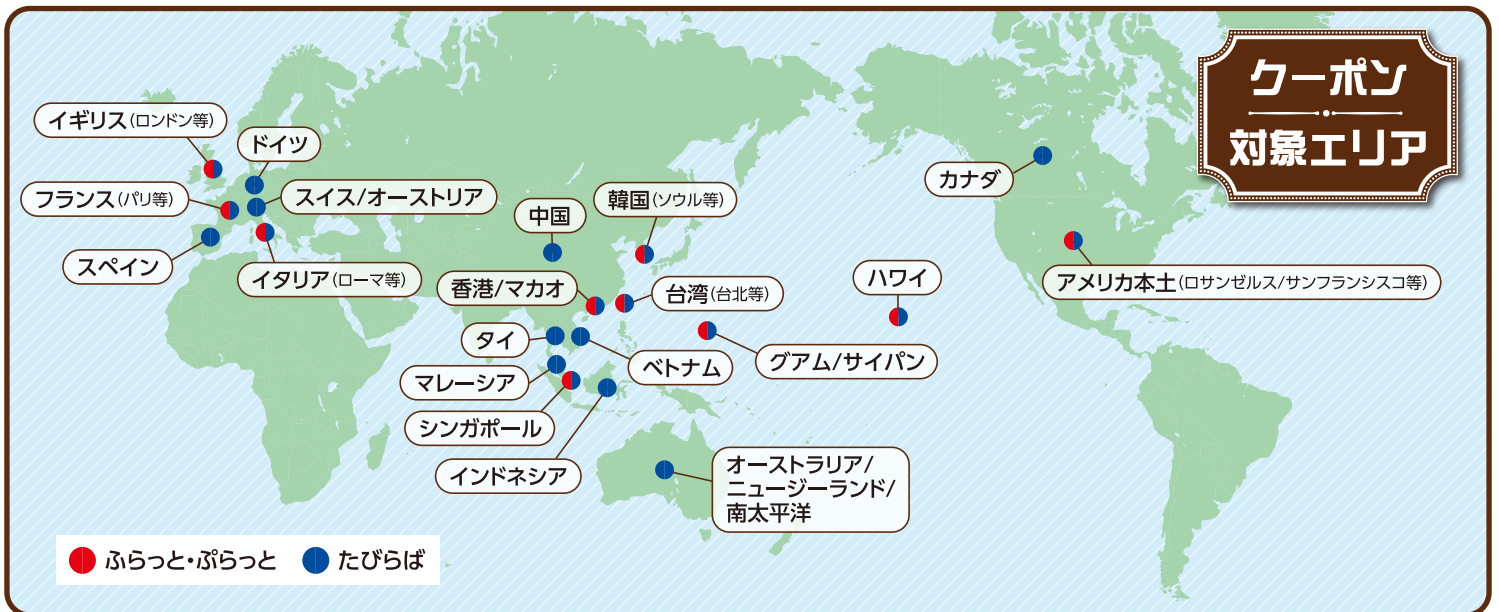 クーポン
対象エリア
イギリス(ロンドン等)
ドイツ
フランス(パリ等)
スイス/オーストリア
スペイン
イタリア(ローマ等)
中国
韓国(ソウル等)
香港/マカオ
台湾(台北等)
タイ
ベトナム
マレーシア
シンガポール
インドネシア
グアム/サイパン
ハワイ
カナダ
アメリカ本土(ロサンゼルス/サンフランシスコ等)
オーストラリア/
ニュージーランド/
南太平洋
ふらっと・ぷらっと
たびらば